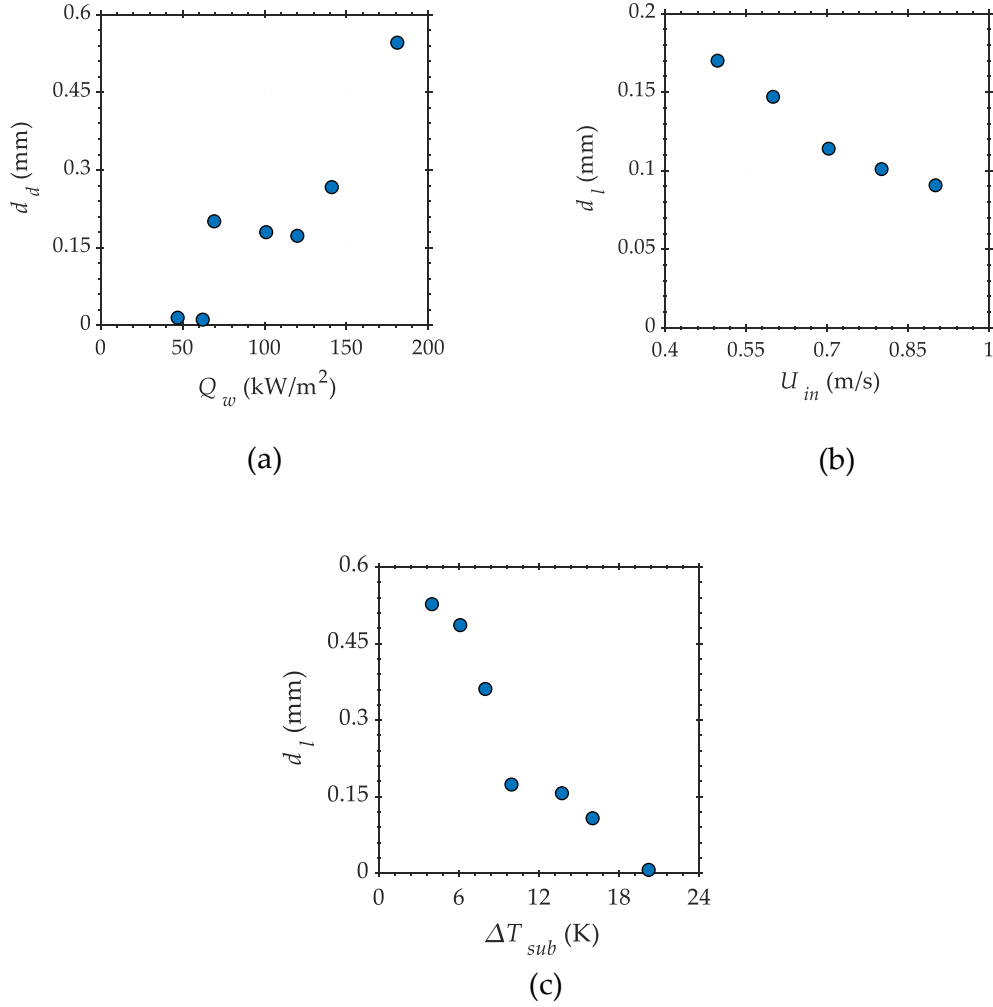 0.6
0.45
0.3
0.15
0
d_d (mm)
0 50 100 150 200
Q_w (kW/m²)
(a)
0.2
0.15
0.1
0.05
0
d_l (mm)
0.4 0.55 0.7 0.85 1
U_in (m/s)
(b)
0.6
0.45
0.3
0.15
0
d_l (mm)
0 6 12 18 24
ΔT_sub (K)
(c)